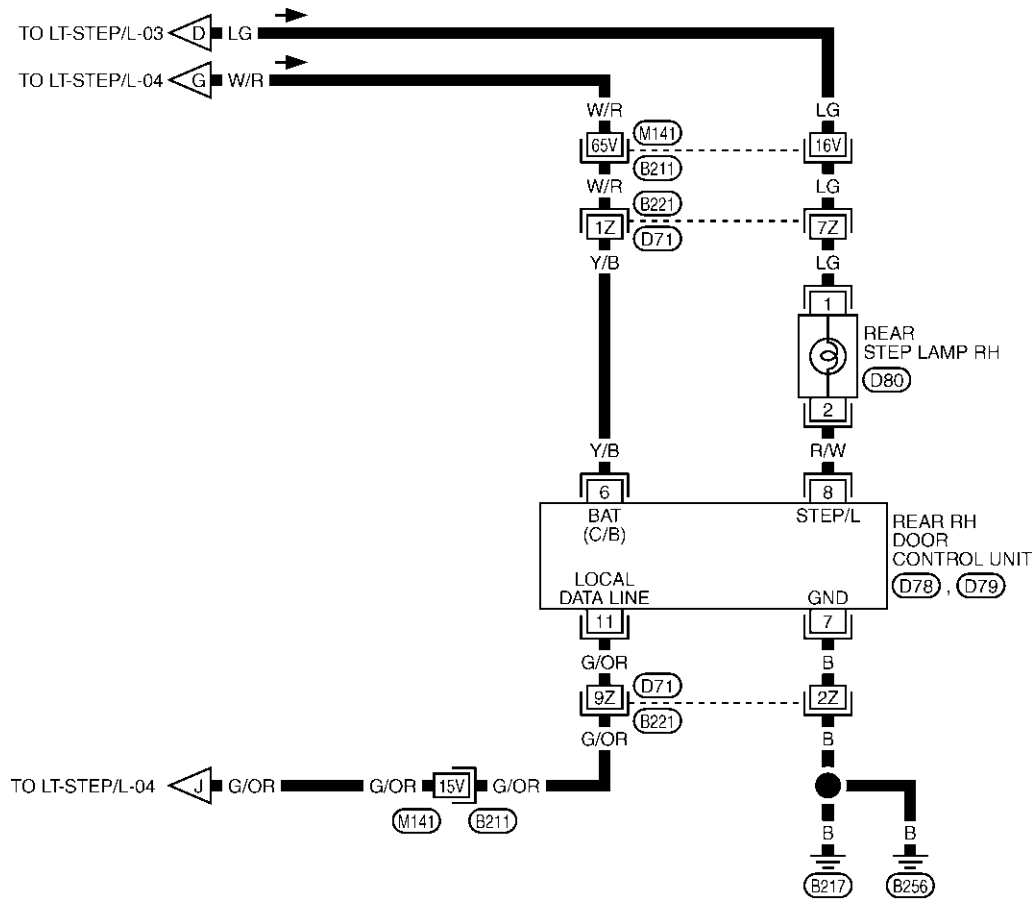 TO LT-STEP/L-03 D LG
TO LT-STEP/L-04 G W/R
W/R LG
65V M141 16V
B211
W/R LG
B221
1Z 7Z
D71
Y/B LG
1
REAR
STEP LAMP RH
D80
2
Y/B R/W
6 8
BAT STEP/L
(C/B)
REAR RH
DOOR
CONTROL UNIT
D78 , D79
LOCAL
DATA LINE GND
11 7
G/OR B
D71
9Z 2Z
B221
G/OR B
TO LT-STEP/L-04 J G/OR G/OR 15V G/OR
M141 B211
B B
B217 B256